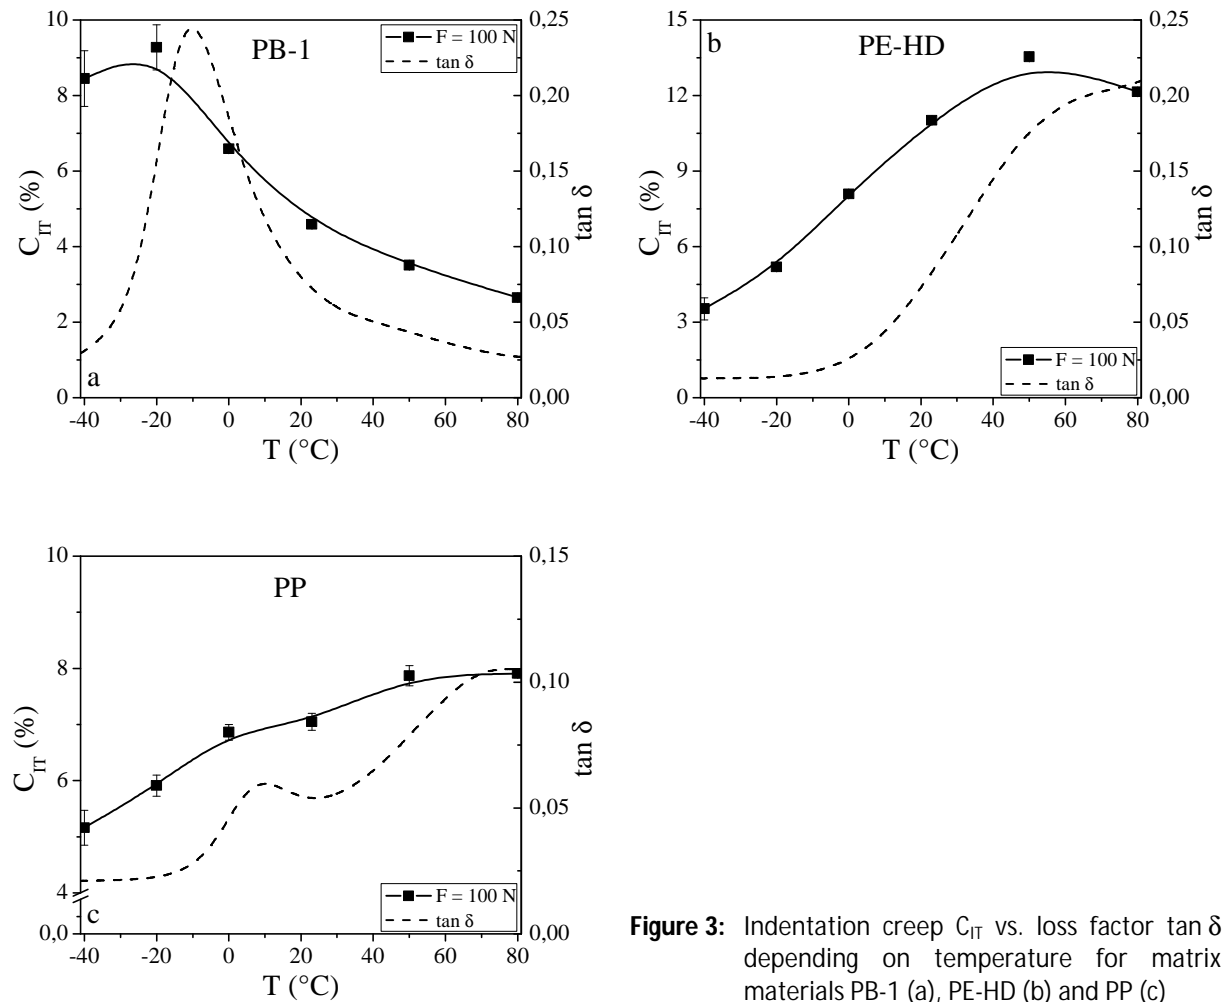 10
8
6
4
2
0
C_IT (%)
PB-1
F = 100 N
tan δ
0,25
0,20
0,15
0,10
0,05
0,00
tan δ
a
-40 -20 0 20 40 60 80
T (°C)
15
12
9
6
3
0
C_IT (%)
b
PE-HD
0,25
0,20
0,15
0,10
0,05
0,00
tan δ
F = 100 N
tan δ
-40 0 40 80
T (°C)
10
8
6
4
0,0
C_IT (%)
PP
0,15
0,10
0,05
0,00
tan δ
F = 100 N
tan δ
c
-40 -20 0 20 40 60 80
T (°C)
Figure 3: Indentation creep C_IT vs. loss factor tan δ
depending on temperature for matrix
materials PB-1 (a), PE-HD (b) and PP (c)